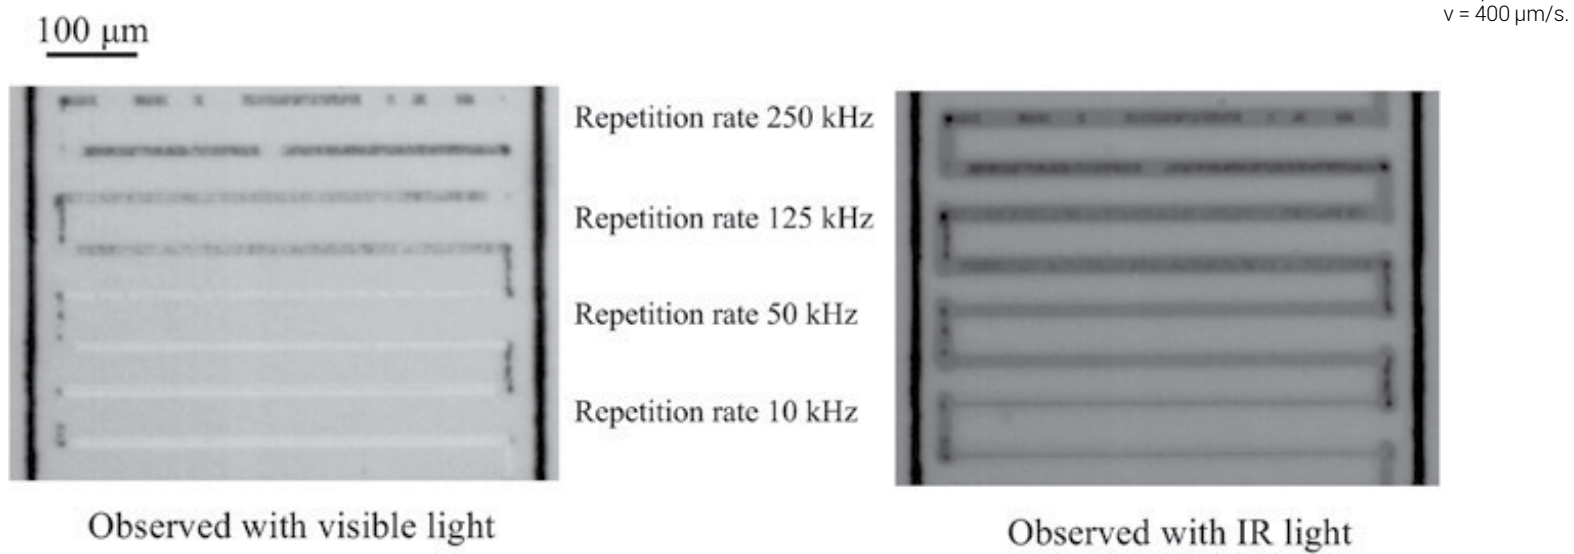 v = 400 µm/s.
100 µm
Repetition rate 250 kHz
Repetition rate 125 kHz
Repetition rate 50 kHz
Repetition rate 10 kHz
Observed with visible light
Observed with IR light